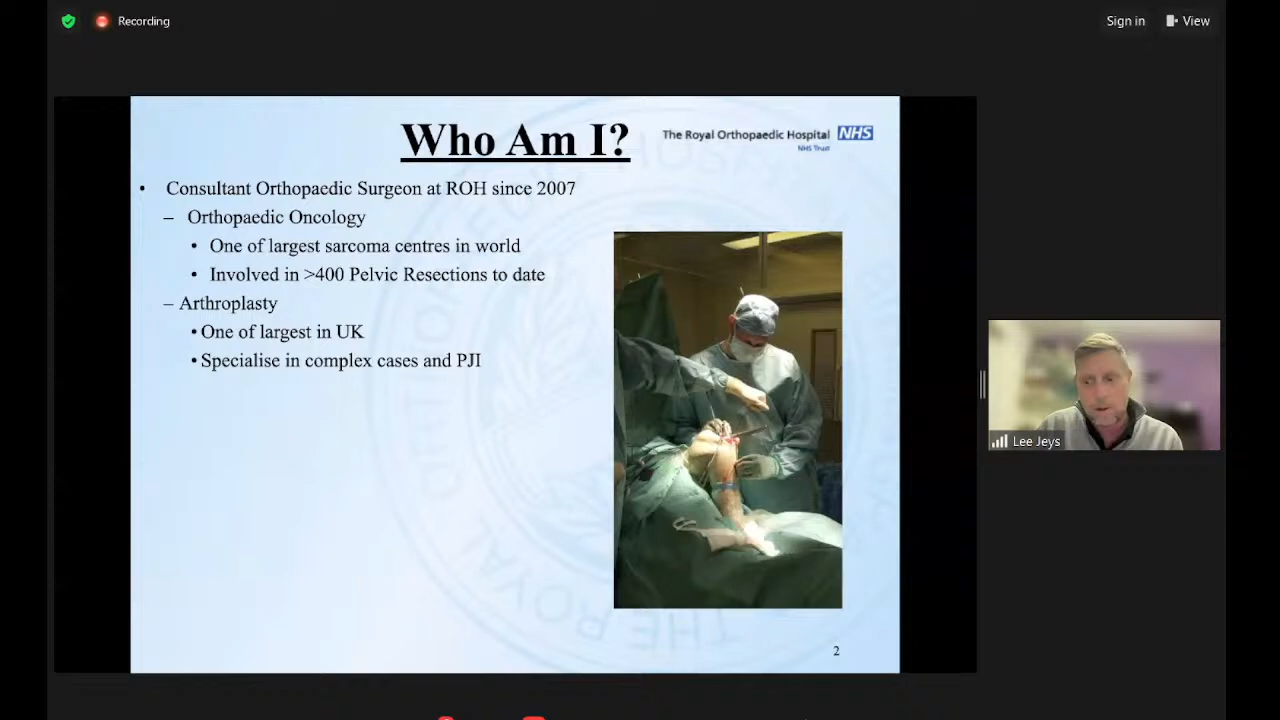 Recording
Sign in
View
Who Am I?
The Royal Orthopaedic Hospital NHS
NHS Trust
• Consultant Orthopaedic Surgeon at ROH since 2007
– Orthopaedic Oncology
• One of largest sarcoma centres in world
• Involved in >400 Pelvic Resections to date
– Arthroplasty
• One of largest in UK
• Specialise in complex cases and PJI
Lee Jeys
2